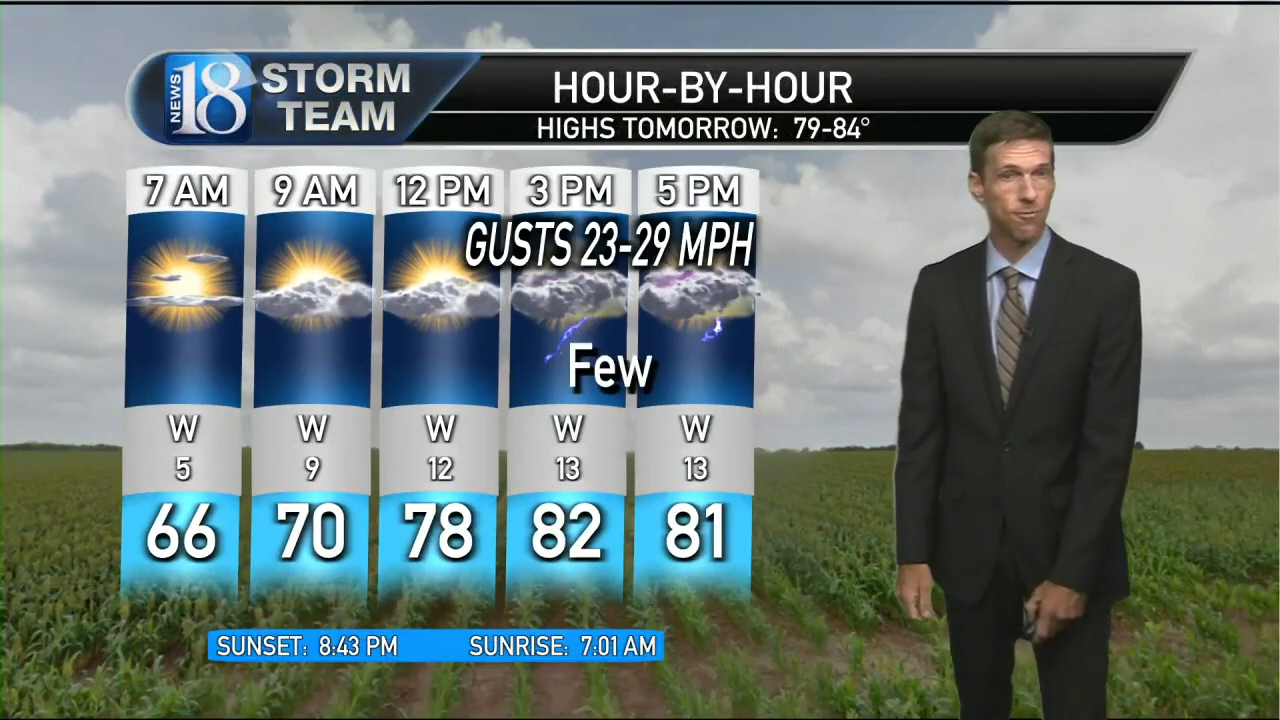 NEWS 18 STORM TEAM
HOUR-BY-HOUR
HIGHS TOMORROW: 79-84°
7 AM 9 AM 12 PM 3 PM 5 PM
GUSTS 23-29 MPH
Few
W W W W W
5 9 12 13 13
66 70 78 82 81
SUNSET: 8:43 PM SUNRISE: 7:01 AM